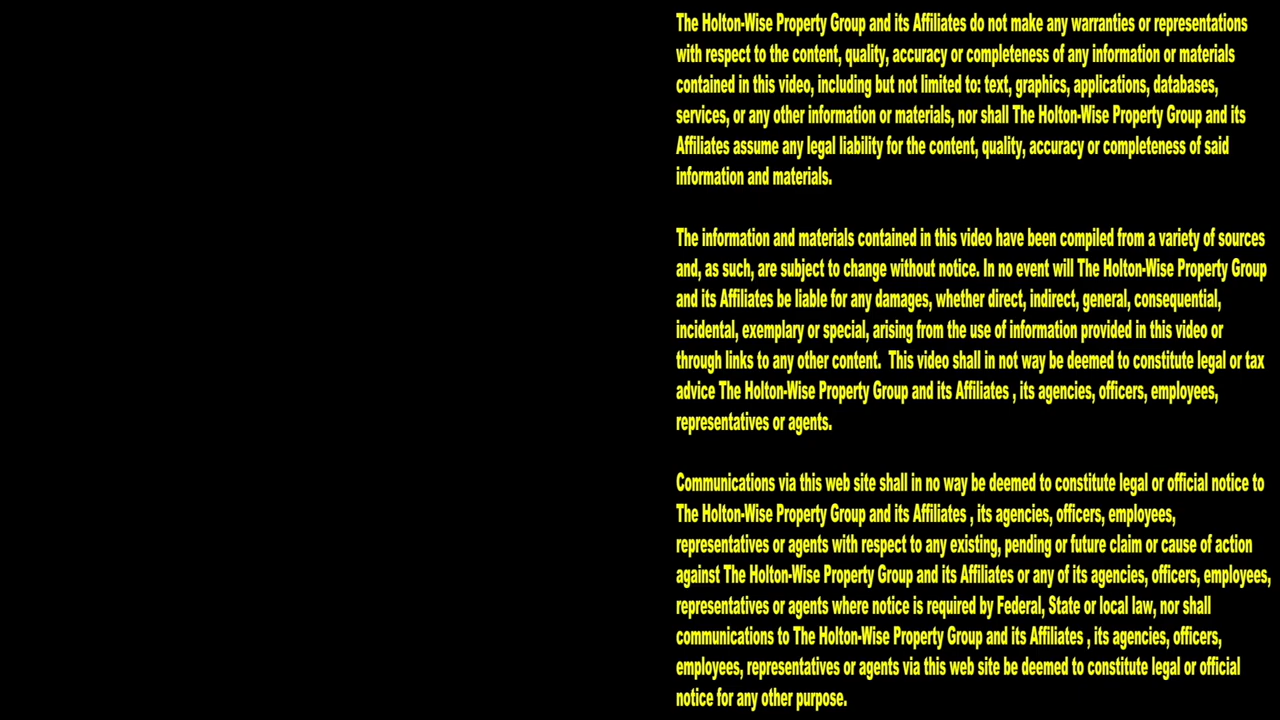 The Holton-Wise Property Group and its Affiliates do not make any warranties or representations
with respect to the content, quality, accuracy or completeness of any information or materials
contained in this video, including but not limited to: text, graphics, applications, databases,
services, or any other information or materials, nor shall The Holton-Wise Property Group and its
Affiliates assume any legal liability for the content, quality, accuracy or completeness of said
information and materials.
The information and materials contained in this video have been compiled from a variety of sources
and, as such, are subject to change without notice. In no event will The Holton-Wise Property Group
and its Affiliates be liable for any damages, whether direct, indirect, general, consequential,
incidental, exemplary or special, arising from the use of information provided in this video or
through links to any other content.  This video shall in not way be deemed to constitute legal or tax
advice The Holton-Wise Property Group and its Affiliates , its agencies, officers, employees,
representatives or agents.
Communications via this web site shall in no way be deemed to constitute legal or official notice to
The Holton-Wise Property Group and its Affiliates , its agencies, officers, employees,
representatives or agents with respect to any existing, pending or future claim or cause of action
against The Holton-Wise Property Group and its Affiliates or any of its agencies, officers, employees,
representatives or agents where notice is required by Federal, State or local law, nor shall
communications to The Holton-Wise Property Group and its Affiliates , its agencies, officers,
employees, representatives or agents via this web site be deemed to constitute legal or official
notice for any other purpose.